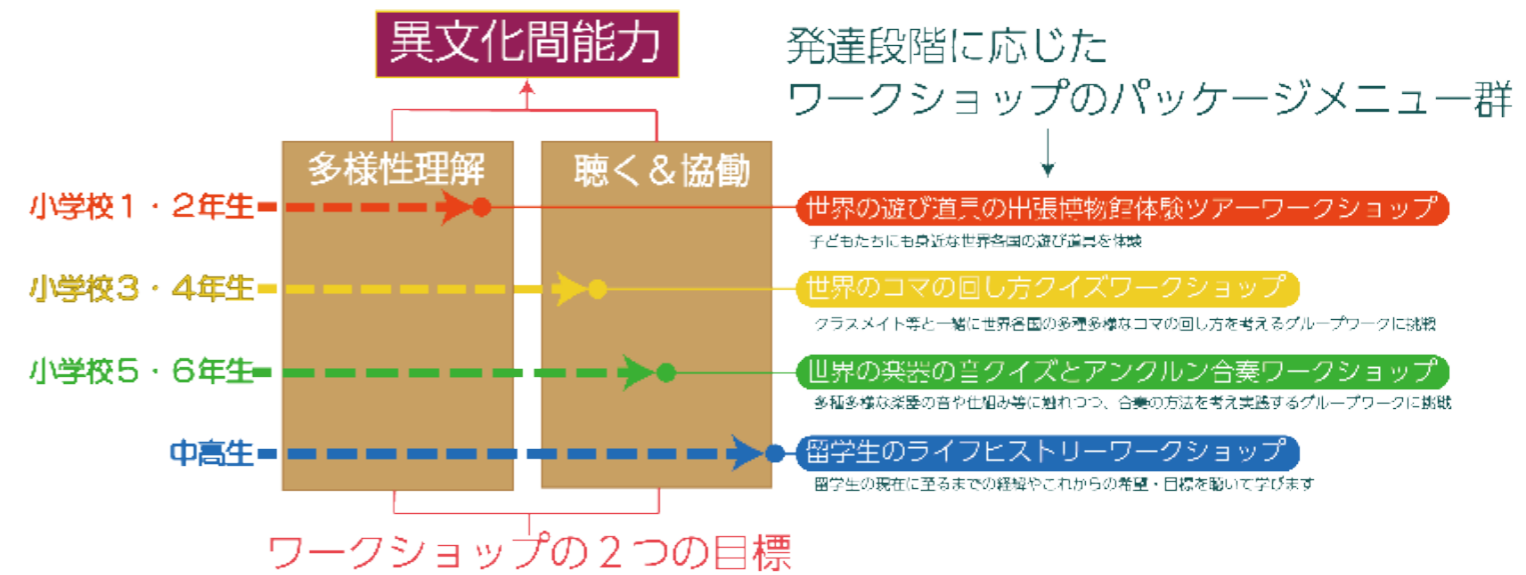 異文化間能力
発達段階に応じた
ワークショップのパッケージメニュー群
多様性理解
聴く＆協働
小学校１・２年生
世界の遊び道具の出張博物館体験ツアーワークショップ
子どもたちにも身近な世界各国の遊び道具を体験
小学校３・４年生
世界のコマの回し方クイズワークショップ
クラスメイト等と一緒に世界各国の多種多様なコマの回し方を考えるグループワークに挑戦
小学校５・６年生
世界の楽器の音クイズとアンクルン合奏ワークショップ
多種多様な楽器の音や仕組み等に触れつつ、合奏の方法を考え実践するグループワークに挑戦
中高生
留学生のライフヒストリーワークショップ
留学生の現在に至るまでの経緯やこれからの希望・目標を聴いて学びます
ワークショップの２つの目標